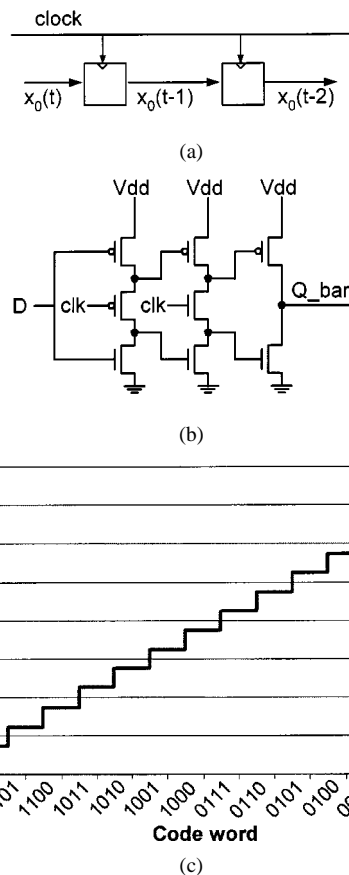 clock
x0(t) x0(t-1) x0(t-2)
(a)
Vdd Vdd Vdd
D clk clk Q_bar
(b)
1100 1011 1010 1001 1000 0111 0110 0101 0100
Code word
(c)